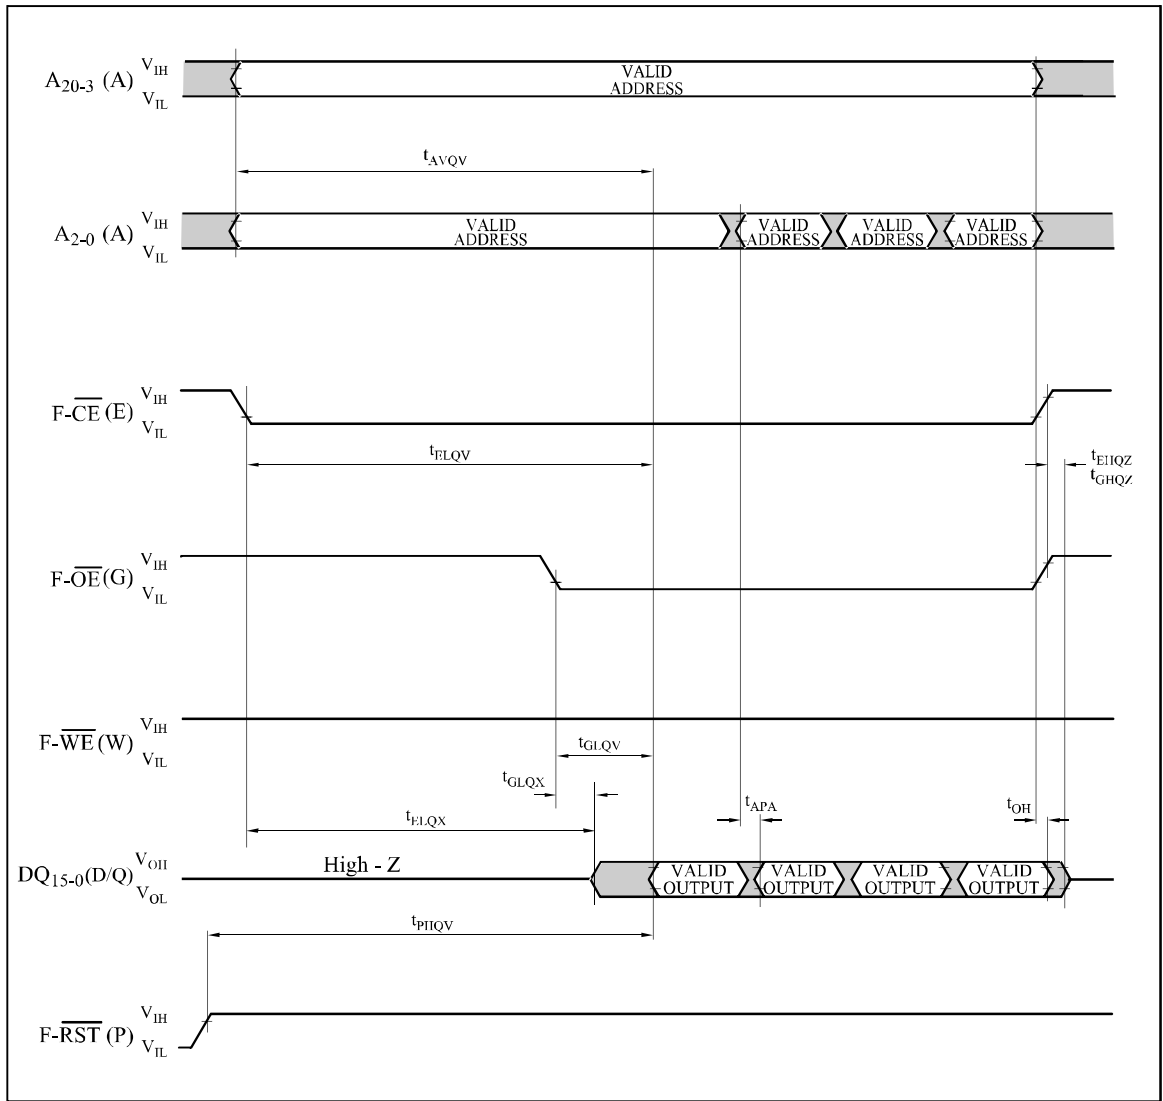 A20-3 (A) VIH
VIL
VALID
ADDRESS
tAVQV
A2-0 (A) VIH
VIL
VALID
ADDRESS
VALID
ADDRESS
VALID
ADDRESS
VALID
ADDRESS
F-CE (E) VIH
VIL
tELQV
tEHQZ
tGHQZ
F-OE (G) VIH
VIL
F-WE (W) VIH
VIL
tGLQV
tGLQX
tELQX
tAPA
tOH
DQ15-0 (D/Q) VOH
VOL
High - Z
VALID
OUTPUT
VALID
OUTPUT
VALID
OUTPUT
VALID
OUTPUT
tPHQV
F-RST (P) VIH
VIL